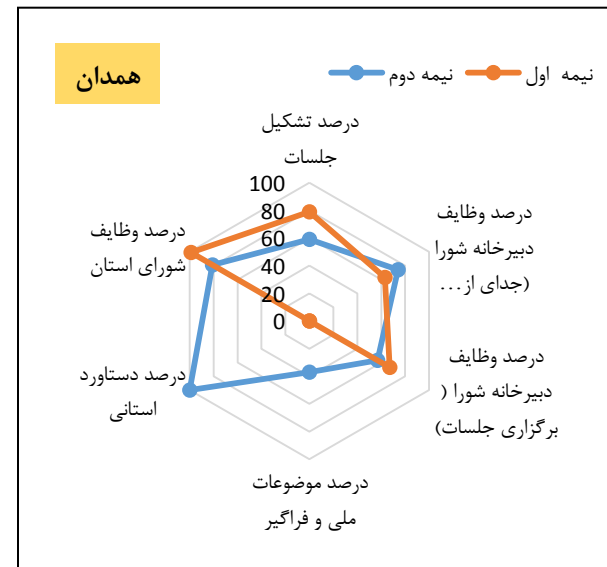 همدان
نیمه اول
نیمه دوم
درصد تشکیل
جلسات
100
80
60
40
20
0
درصد وظایف
دبیرخانه شورا
(جدای از...
درصد وظایف
دبیرخانه شورا (
برگزاری جلسات)
درصد موضوعات
ملی و فراگیر
درصد دستاورد
استانی
درصد وظایف
شورای استان